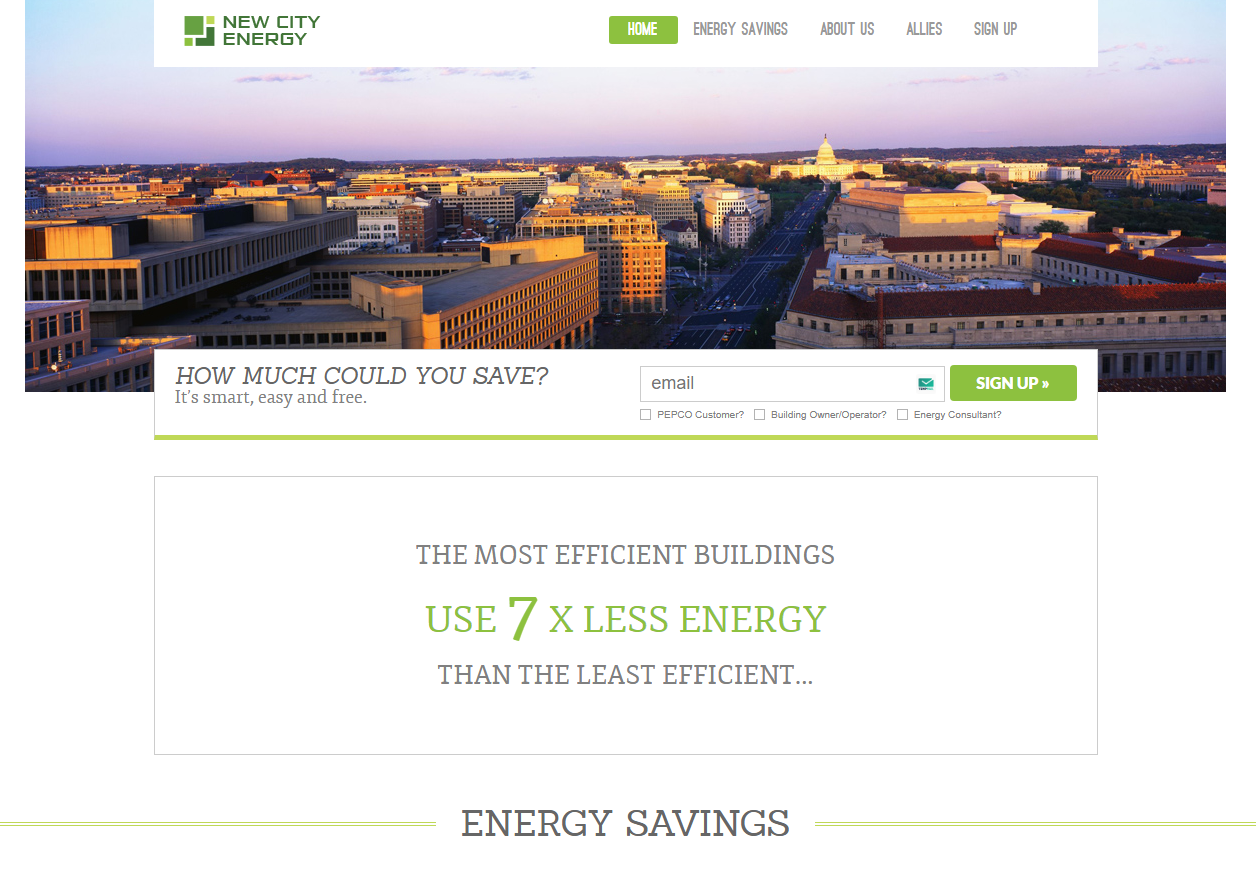 NEW CITY
ENERGY
HOME ENERGY SAVINGS ABOUT US ALLIES SIGN UP
HOW MUCH COULD YOU SAVE?
It's smart, easy and free.
email
SIGN UP »
PEPCO Customer? Building Owner/Operator? Energy Consultant?
THE MOST EFFICIENT BUILDINGS
USE 7 X LESS ENERGY
THAN THE LEAST EFFICIENT...
ENERGY SAVINGS